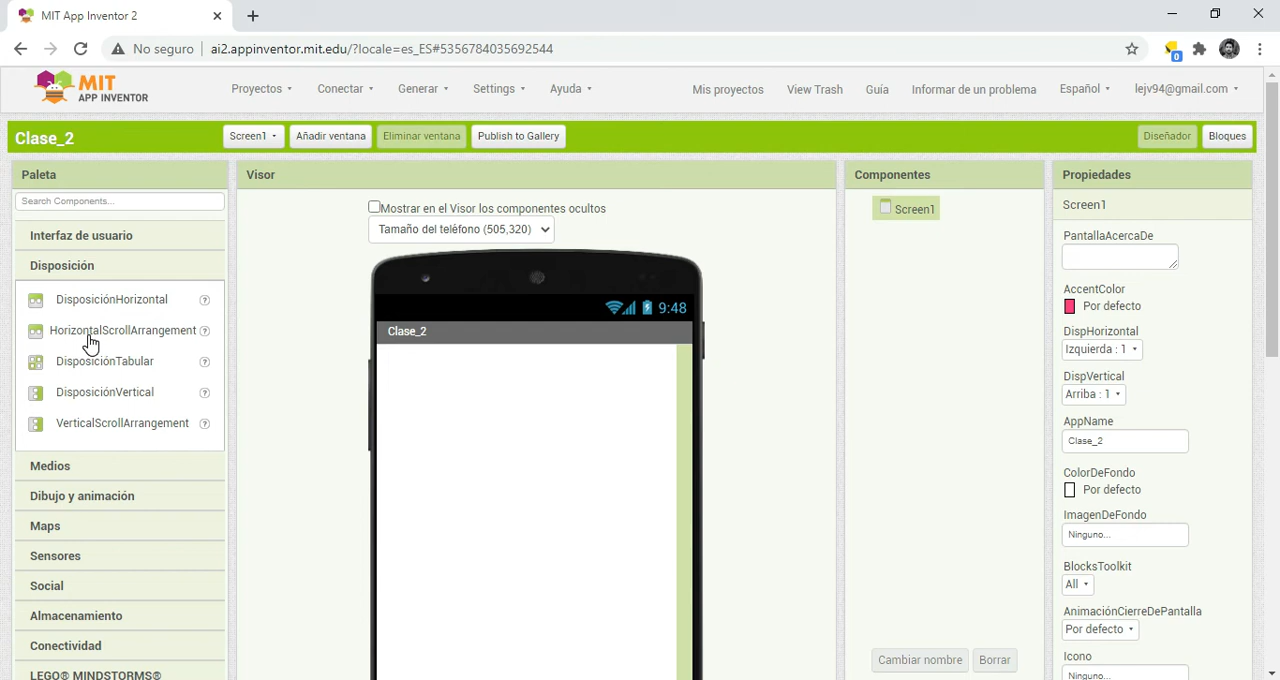 MIT App Inventor 2
No seguro
ai2.appinventor.mit.edu/?locale=es_ES#5356784035692544
0
MIT
APP INVENTOR
Proyectos
Conectar
Generar
Settings
Ayuda
Mis proyectos
View Trash
Guía
Informar de un problema
Español
lejv94@gmail.com
Clase_2
Screen1
Añadir ventana
Eliminar ventana
Publish to Gallery
Diseñador
Bloques
Paleta
Search Components...
Interfaz de usuario
Disposición
DisposiciónHorizontal ?
HorizontalScrollArrangement ?
DisposiciónTabular ?
DisposiciónVertical ?
VerticalScrollArrangement ?
Medios
Dibujo y animación
Maps
Sensores
Social
Almacenamiento
Conectividad
LEGO® MINDSTORMS®
Visor
Mostrar en el Visor los componentes ocultos
Tamaño del teléfono (505,320)
9:48
Clase_2
Componentes
Screen1
Cambiar nombre
Borrar
Propiedades
Screen1
PantallaAcercaDe
AccentColor
Por defecto
DispHorizontal
Izquierda : 1
DispVertical
Arriba : 1
AppName
Clase_2
ColorDeFondo
Por defecto
ImagenDeFondo
Ninguno...
BlocksToolkit
All
AnimaciónCierreDePantalla
Por defecto
Icono
Ninguno...